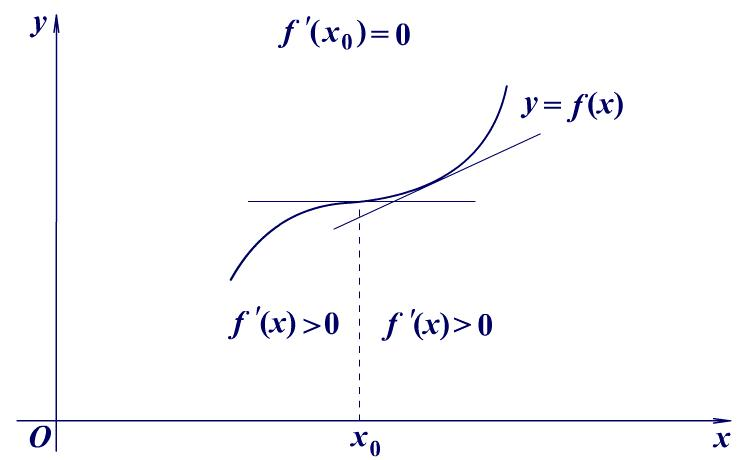 y
f ′(x₀) = 0
y = f(x)
f ′(x) > 0 f ′(x) > 0
O x₀ x